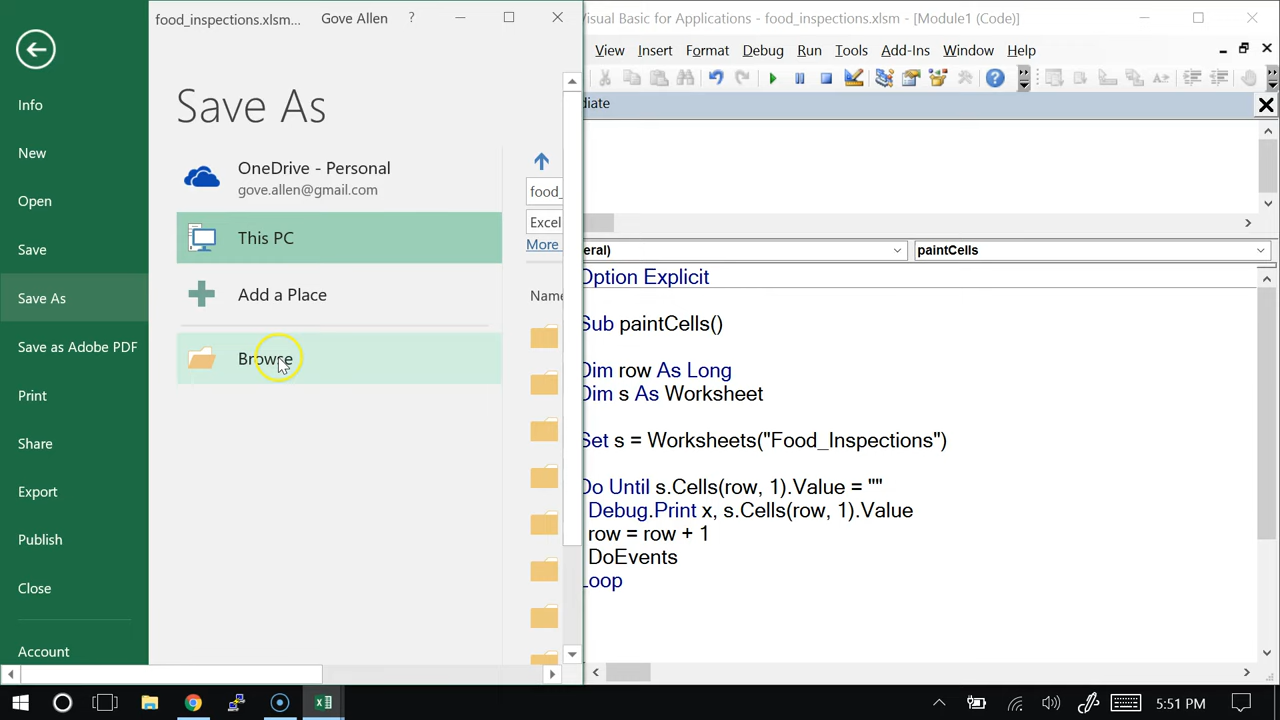 food_inspections.xlsm...
Gove Allen
?
Info
New
Open
Save
Save As
Save as Adobe PDF
Print
Share
Export
Publish
Close
Account
Save As
OneDrive - Personal
gove.allen@gmail.com
This PC
Add a Place
Browse
food_
Excel
More
Name
Visual Basic for Applications - food_inspections.xlsm - [Module1 (Code)]
View Insert Format Debug Run Tools Add-Ins Window Help
diate
eral)
paintCells
Option Explicit
Sub paintCells()
Dim row As Long
Dim s As Worksheet
Set s = Worksheets("Food_Inspections")
Do Until s.Cells(row, 1).Value = ""
Debug.Print x, s.Cells(row, 1).Value
row = row + 1
DoEvents
Loop
5:51 PM